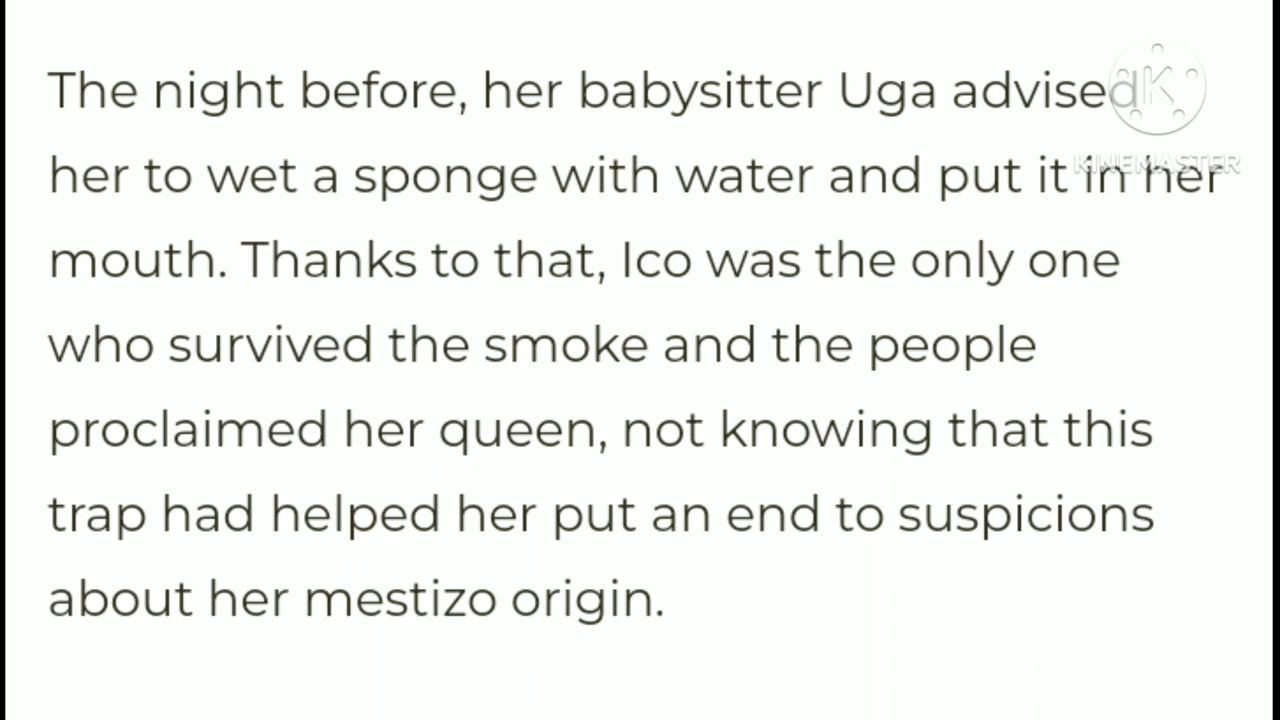 The night before, her babysitter Uga advised
her to wet a sponge with water and put it in her
mouth. Thanks to that, Ico was the only one
who survived the smoke and the people
proclaimed her queen, not knowing that this
trap had helped her put an end to suspicions
about her mestizo origin.
K
KINEMASTER